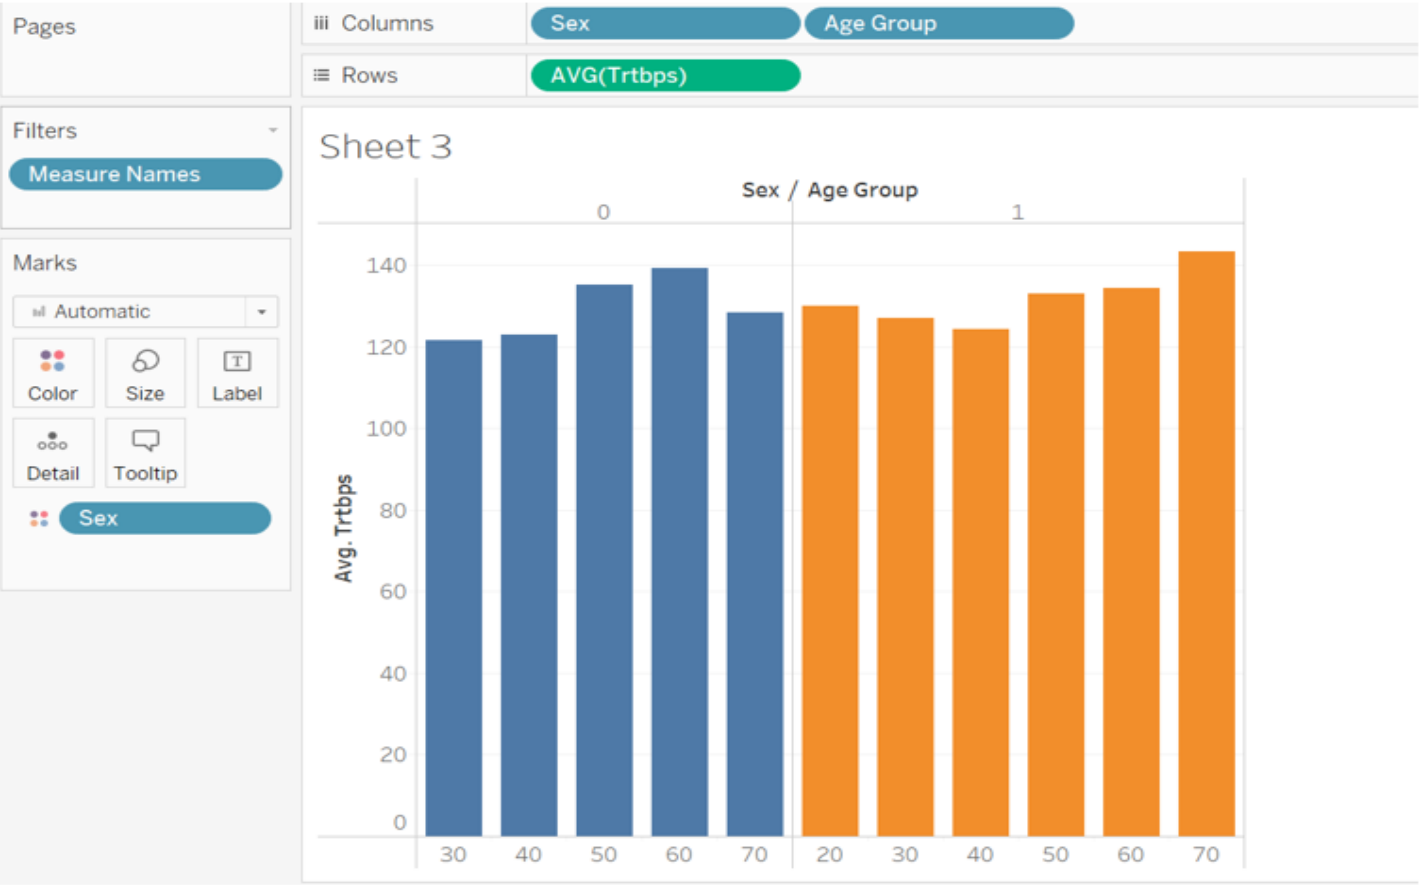 Pages
Columns
Sex
Age Group
Rows
AVG(Trtbps)
Filters
Measure Names
Marks
Automatic
Color
Size
T
Label
Detail
Tooltip
Sex
Sheet 3
Sex / Age Group
0 1
140
120
100
80
60
40
20
0
Avg. Trtbps
30 40 50 60 70 20 30 40 50 60 70